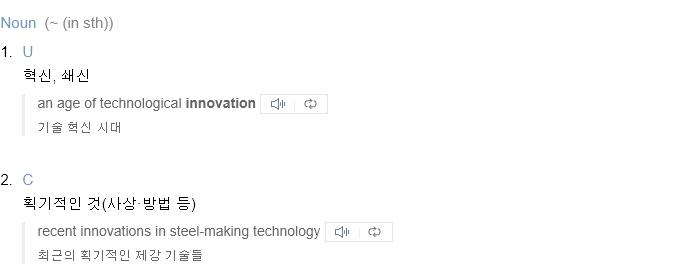 Noun (~ (in sth))
1. U
혁신, 쇄신
an age of technological innovation
기술 혁신 시대
2. C
획기적인 것(사상·방법 등)
recent innovations in steel-making technology
최근의 획기적인 제강 기술들